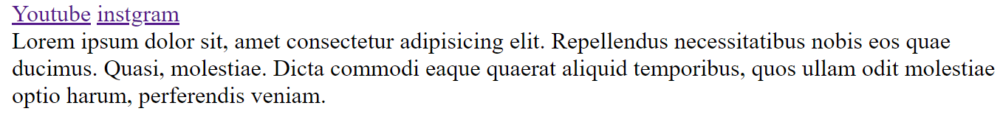 Youtube instgram
Lorem ipsum dolor sit, amet consectetur adipisicing elit. Repellendus necessitatibus nobis eos quae
ducimus. Quasi, molestiae. Dicta commodi eaque quaerat aliquid temporibus, quos ullam odit molestiae
optio harum, perferendis veniam.